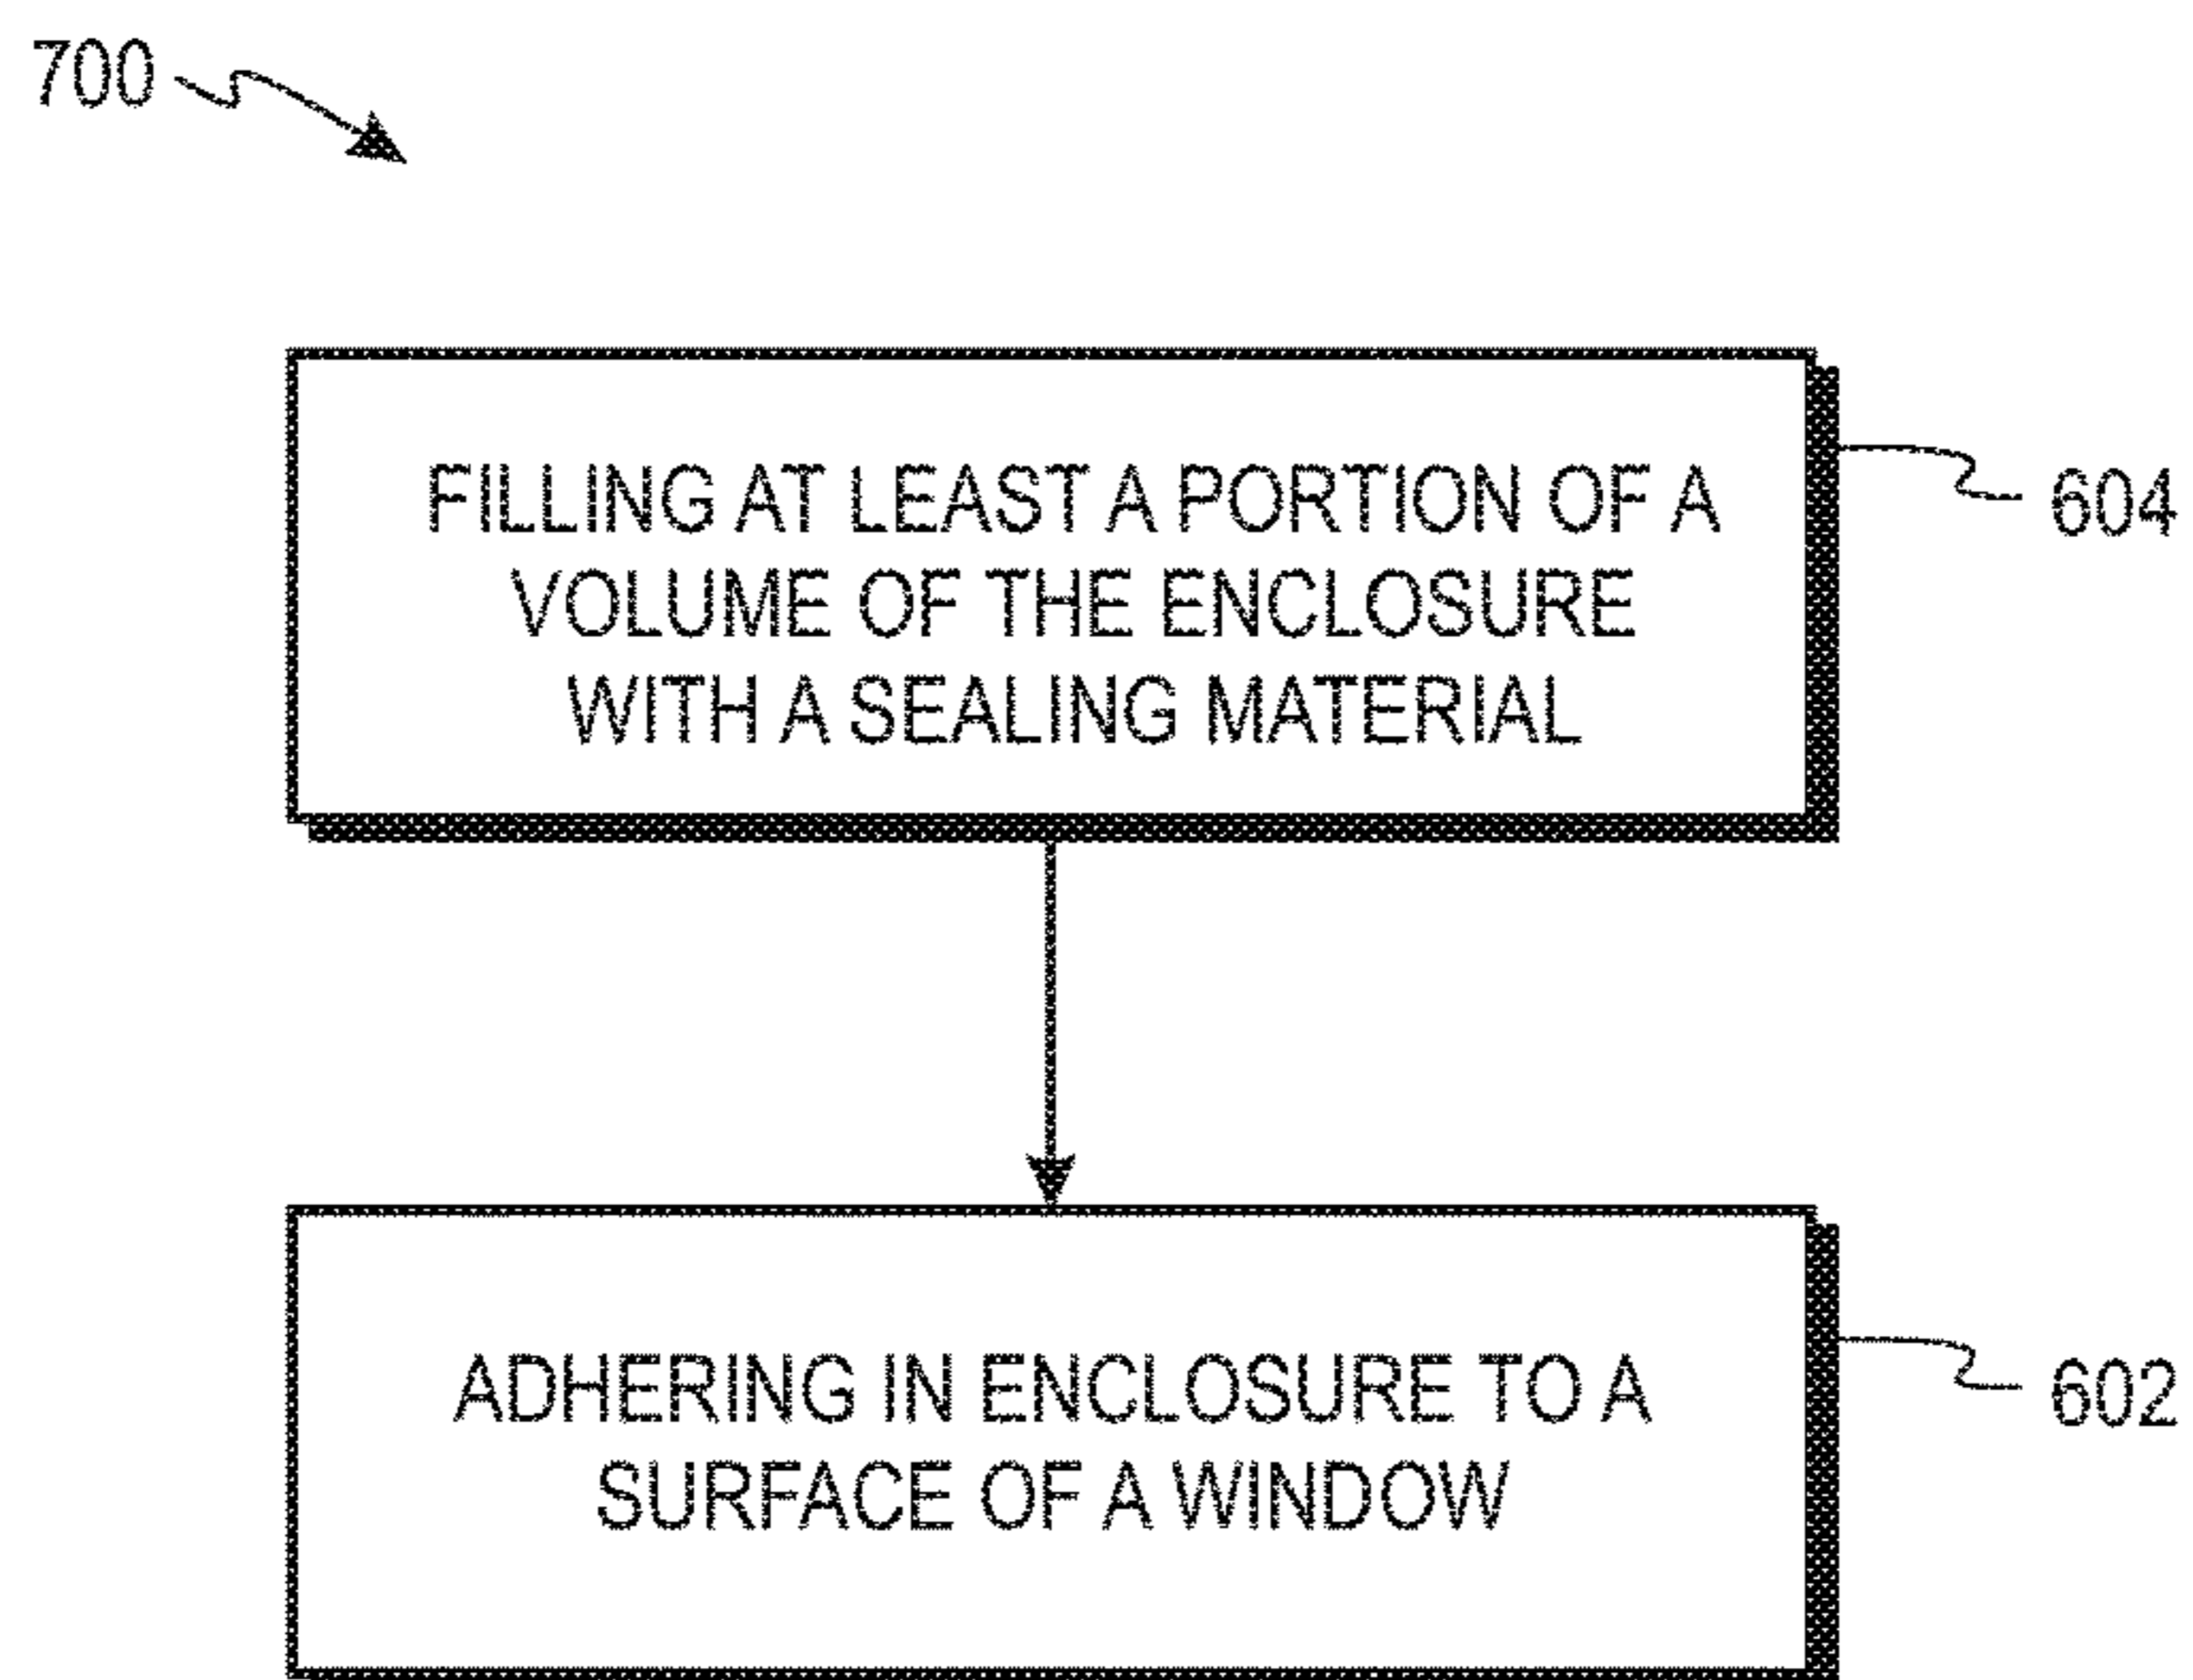 700
FILLING AT LEAST A PORTION OF A
VOLUME OF THE ENCLOSURE
WITH A SEALING MATERIAL
604
ADHERING IN ENCLOSURE TO A
SURFACE OF A WINDOW
602